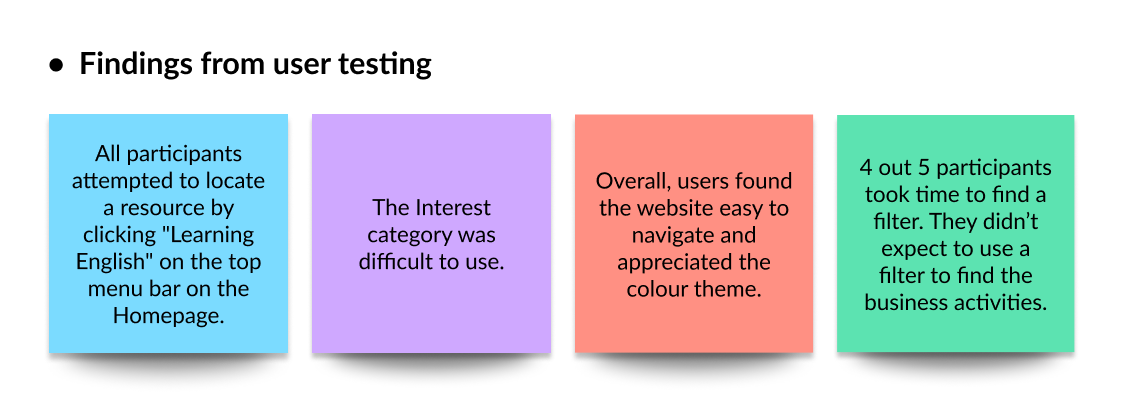 • Findings from user testing
All participants
attempted to locate
a resource by
clicking "Learning
English" on the top
menu bar on the
Homepage.
The Interest
category was
difficult to use.
Overall, users found
the website easy to
navigate and
appreciated the
colour theme.
4 out 5 participants
took time to find a
filter. They didn’t
expect to use a
filter to find the
business activities.